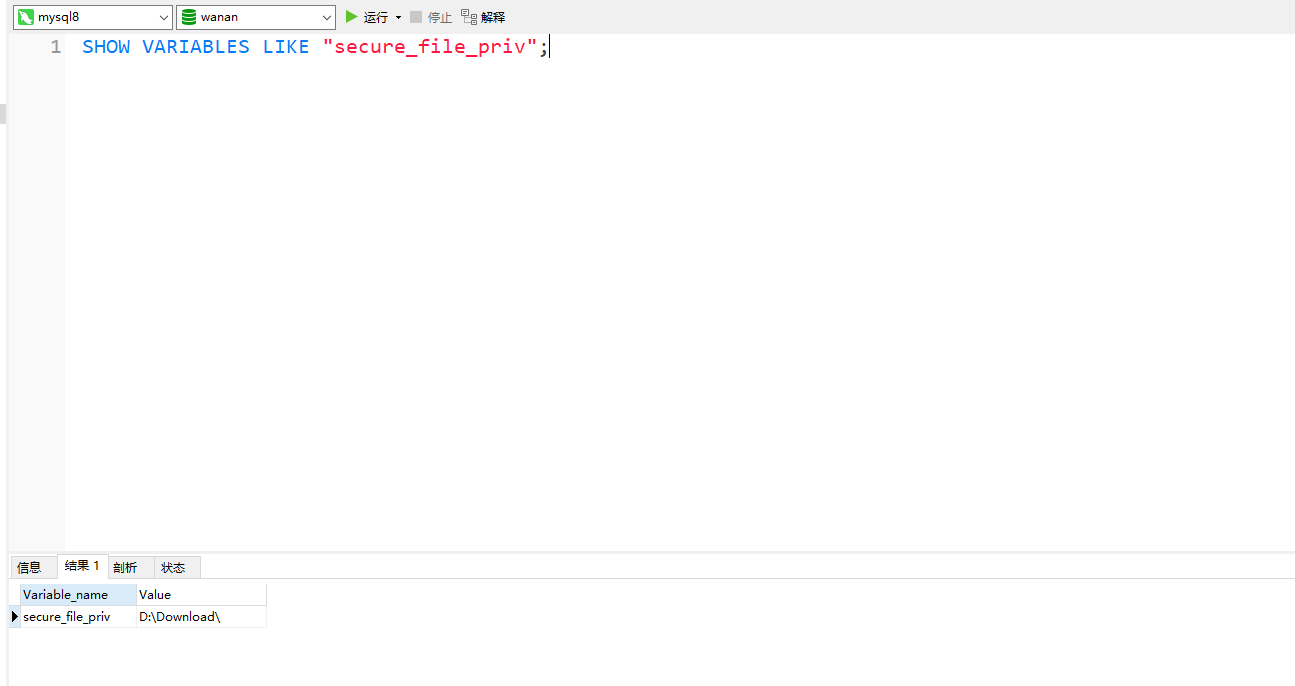 mysql8 wanan 运行 停止 解释
1 SHOW VARIABLES LIKE "secure_file_priv";
信息 结果 1 剖析 状态
Variable_name Value
secure_file_priv D:\Download\